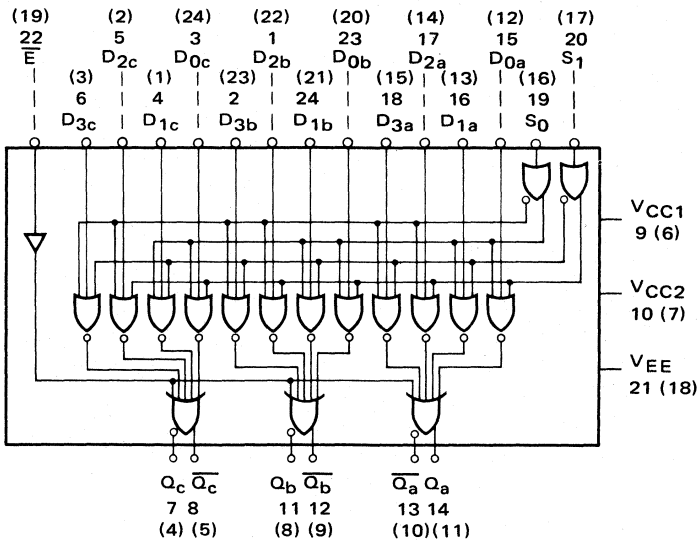 (19) (2) (24) (22) (20) (14) (12) (17)
22 5 3 1 23 17 15 20
E̅ D2c D0c D2b D0b D2a D0a S1
(3) (1) (23) (21) (15) (13) (16)
6 4 2 24 18 16 19
D3c D1c D3b D1b D3a D1a S0
VCC1
9 (6)
VCC2
10 (7)
VEE
21 (18)
Qc Q̅c̅ Qb Q̅b̅ Q̅a̅ Qa
7 8 11 12 13 14
(4) (5) (8) (9) (10) (11)